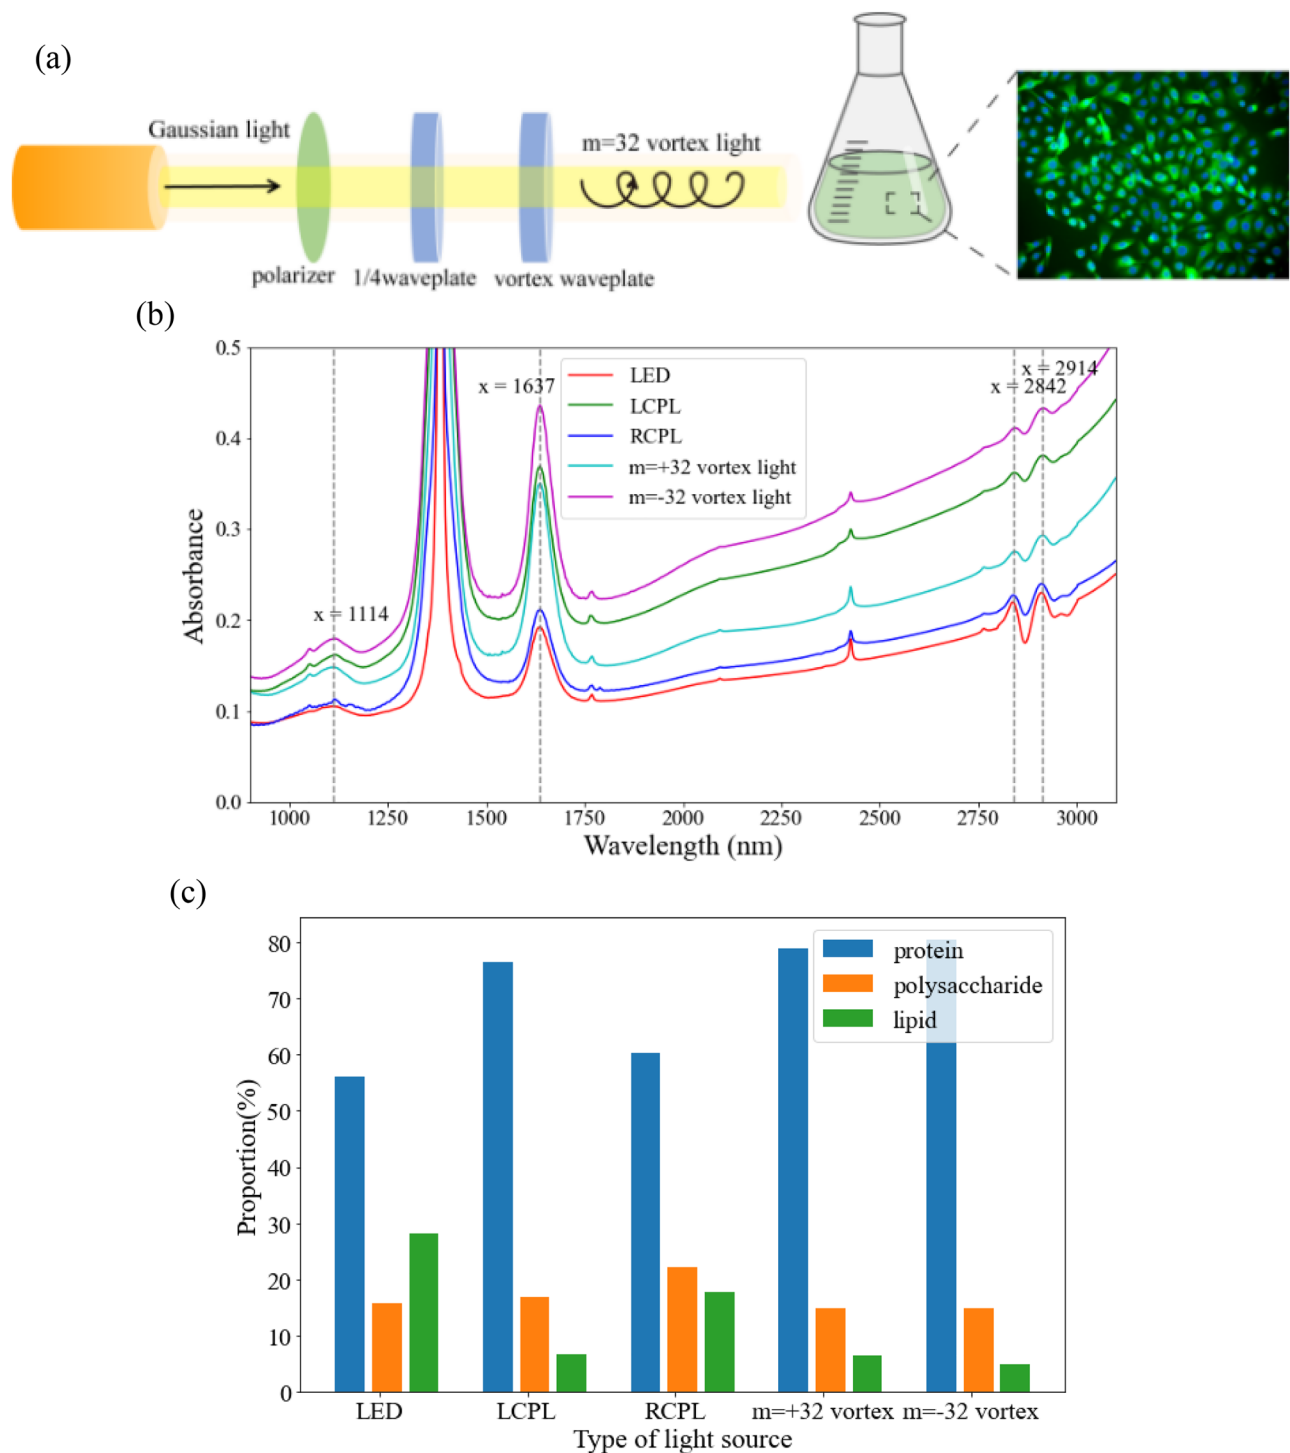 (a)
Gaussian light
m=32 vortex light
polarizer
1/4waveplate
vortex waveplate
(b)
0.5
0.4
0.3
0.2
0.1
0.0
Absorbance
x = 1114
x = 1637
x = 2914
x = 2842
LED
LCPL
RCPL
m=+32 vortex light
m=-32 vortex light
1000 1250 1500 1750 2000 2250 2500 2750 3000
Wavelength (nm)
(c)
80
70
60
50
40
30
20
10
0
Proportion(%)
protein
polysaccharide
lipid
LED LCPL RCPL m=+32 vortex m=-32 vortex
Type of light source